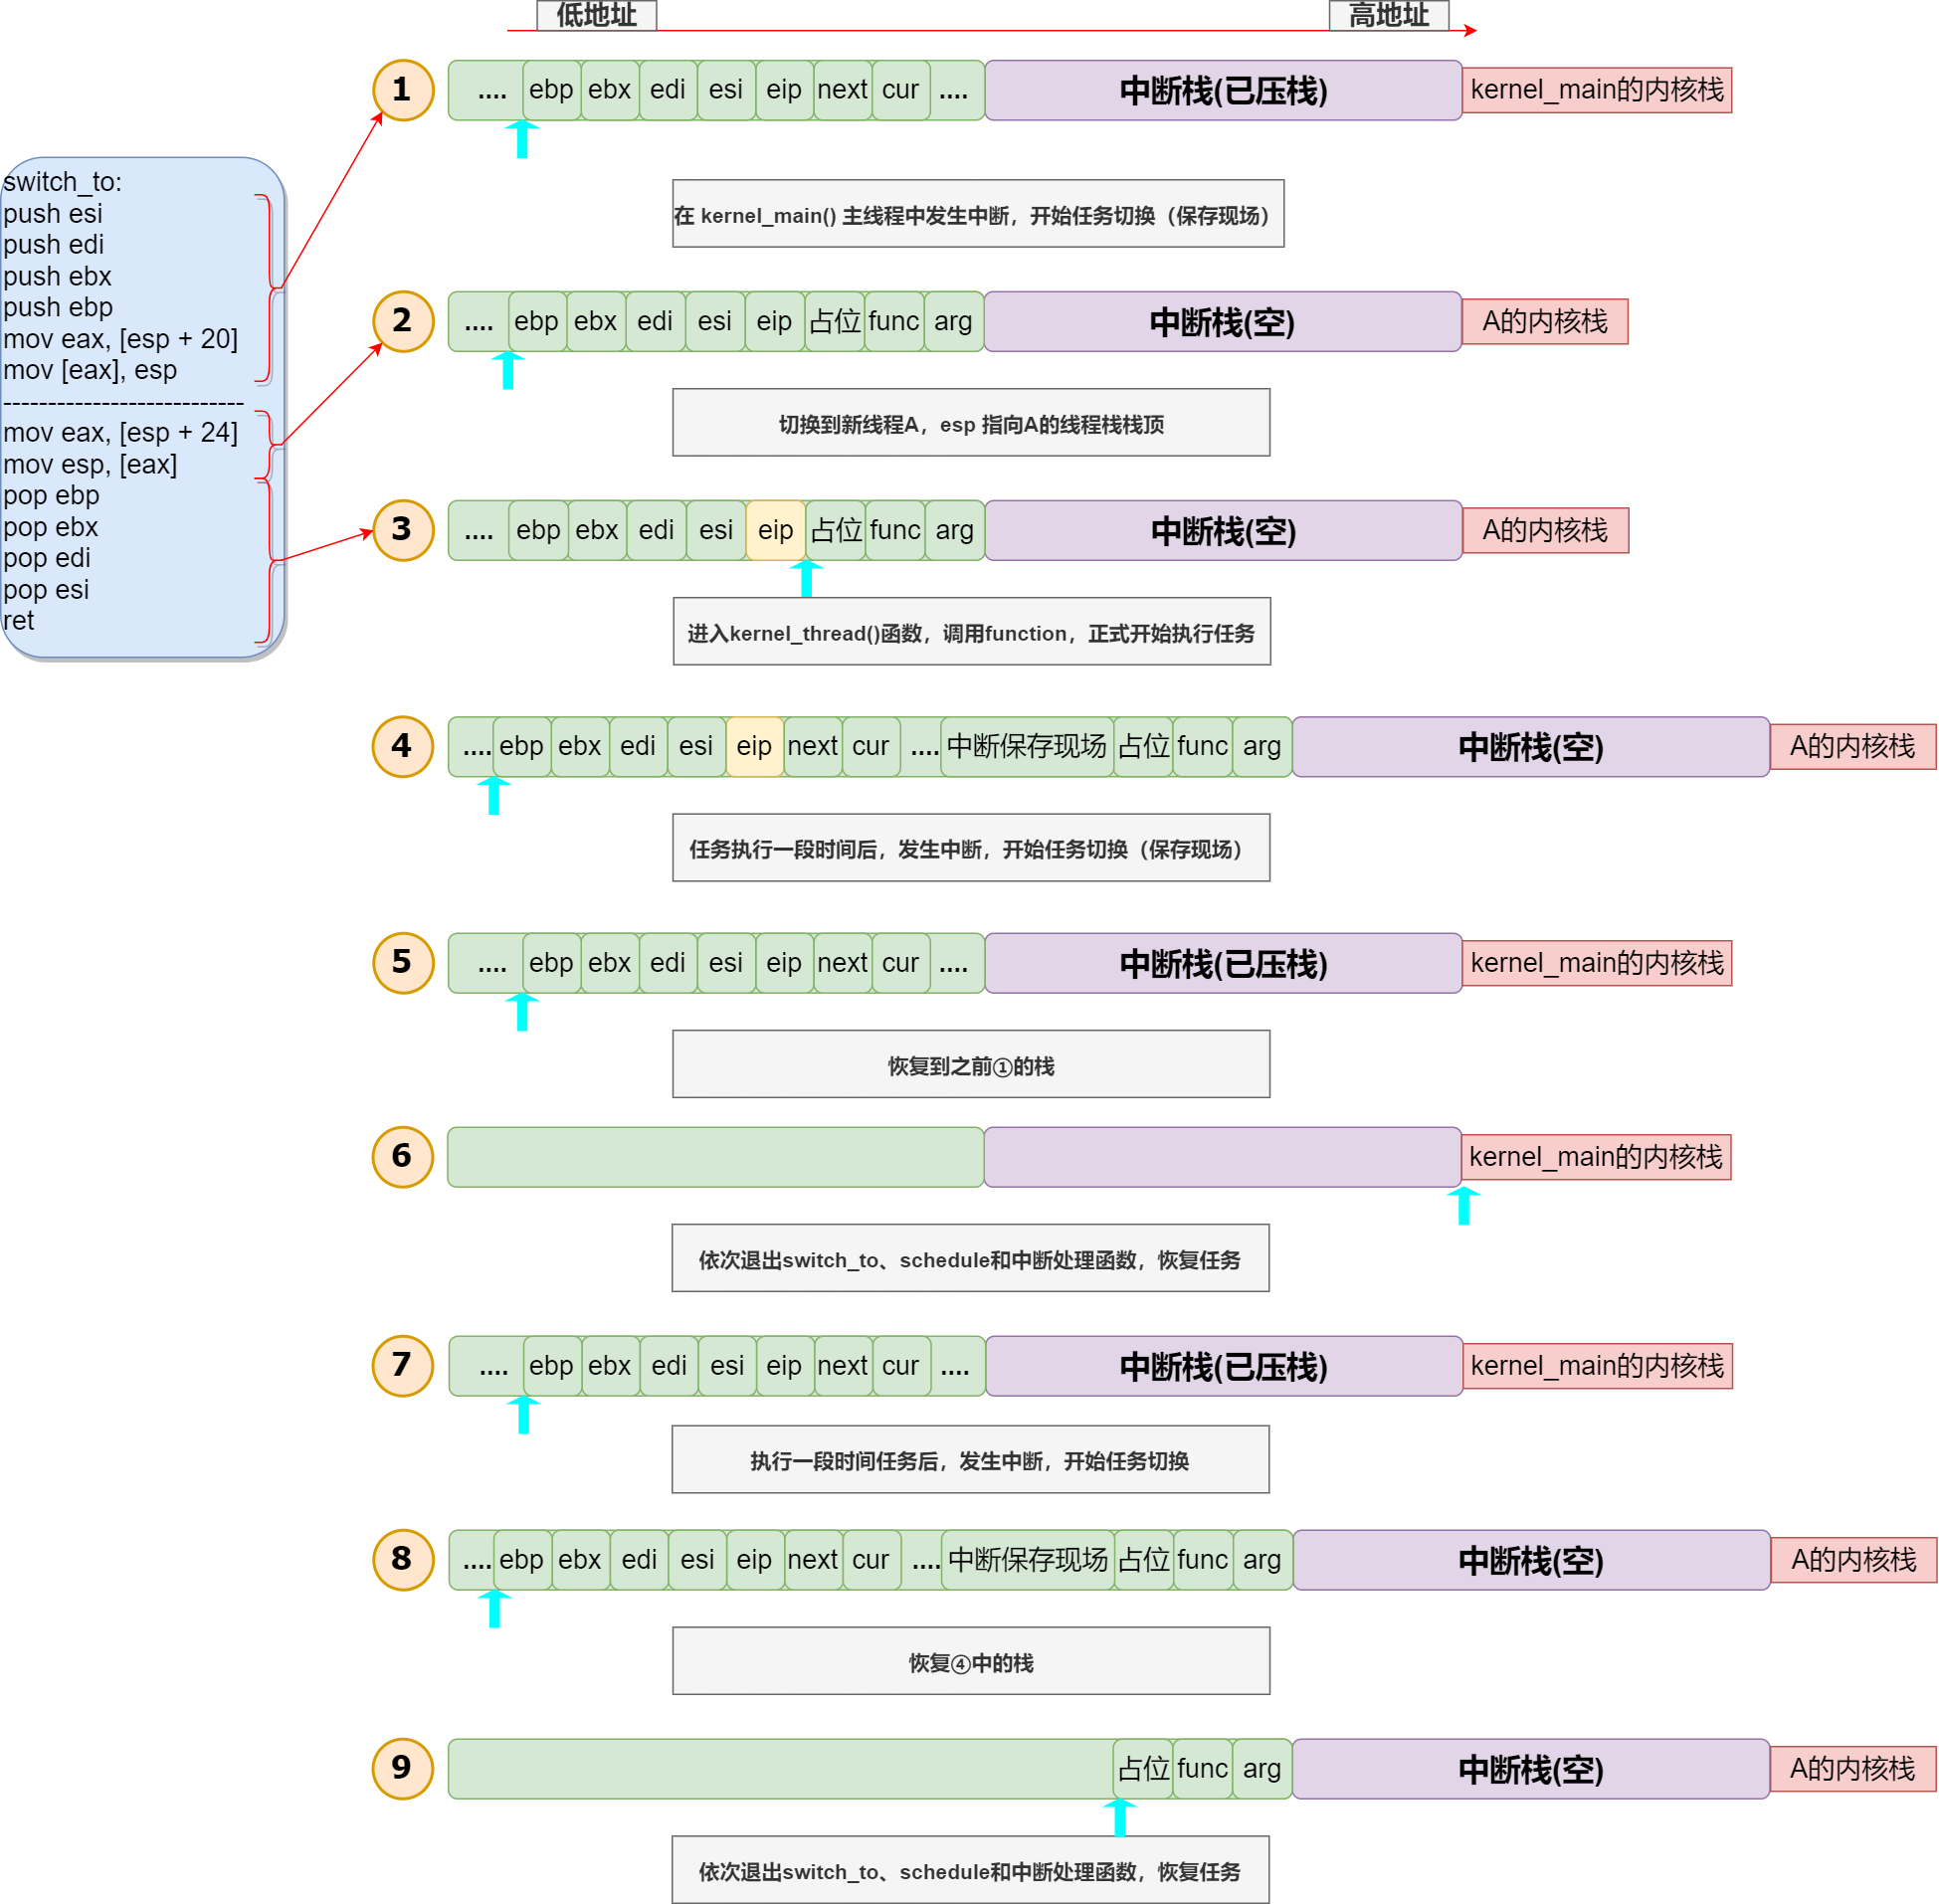 低地址
高地址
1
.... ebp ebx edi esi eip next cur ....
中断栈(已压栈)
kernel_main的内核栈
在 kernel_main() 主线程中发生中断，开始任务切换（保存现场）
switch_to:
push esi
push edi
push ebx
push ebp
mov eax, [esp + 20]
mov [eax], esp
---------------------------
mov eax, [esp + 24]
mov esp, [eax]
pop ebp
pop ebx
pop edi
pop esi
ret
2
.... ebp ebx edi esi eip 占位 func arg
中断栈(空)
A的内核栈
切换到新线程A，esp 指向A的线程栈栈顶
3
.... ebp ebx edi esi eip 占位 func arg
中断栈(空)
A的内核栈
进入kernel_thread()函数，调用function，正式开始执行任务
4
.... ebp ebx edi esi eip next cur .... 中断保存现场 占位 func arg
中断栈(空)
A的内核栈
任务执行一段时间后，发生中断，开始任务切换（保存现场）
5
.... ebp ebx edi esi eip next cur ....
中断栈(已压栈)
kernel_main的内核栈
恢复到之前①的栈
6
kernel_main的内核栈
依次退出switch_to、schedule和中断处理函数，恢复任务
7
.... ebp ebx edi esi eip next cur ....
中断栈(已压栈)
kernel_main的内核栈
执行一段时间任务后，发生中断，开始任务切换
8
.... ebp ebx edi esi eip next cur .... 中断保存现场 占位 func arg
中断栈(空)
A的内核栈
恢复④中的栈
9
占位 func arg
中断栈(空)
A的内核栈
依次退出switch_to、schedule和中断处理函数，恢复任务